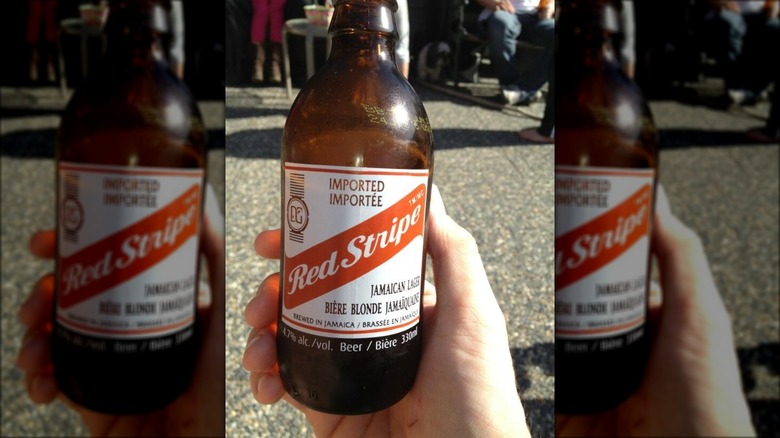 IMPORTED
IMPORTÉE
DG
Red Stripe
JAMAICAN LAGER
BIÈRE BLONDE JAMAÏQUAINE
BREWED IN JAMAICA / BRASSÉE EN JAMAÏQUE
4.7% alc./vol. Beer / Bière 330ml